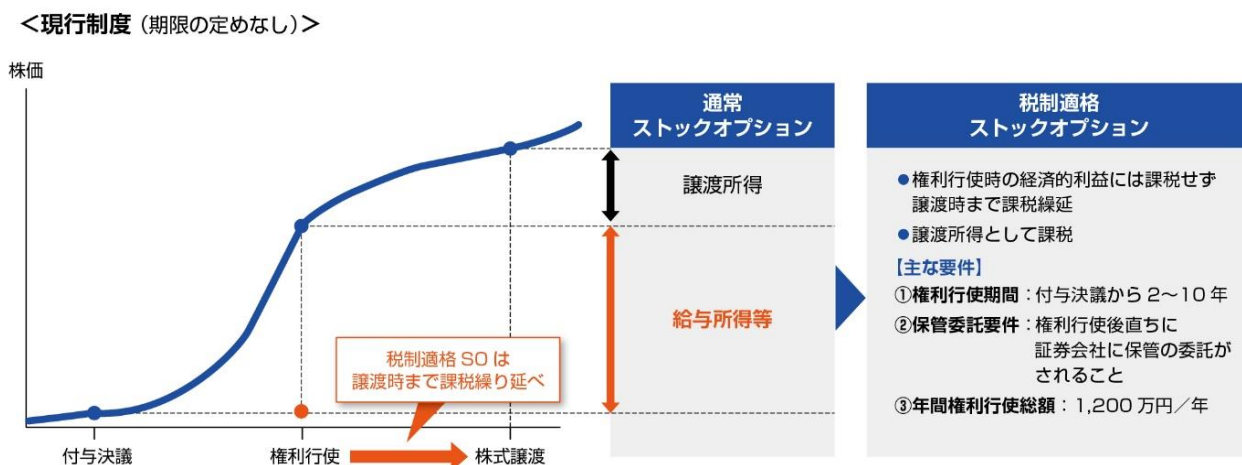 ＜現行制度（期限の定めなし）＞
株価
通常
ストックオプション
税制適格
ストックオプション
譲渡所得
給与所得等
●権利行使時の経済的利益には課税せず
譲渡時まで課税繰延
●譲渡所得として課税
【主な要件】
①権利行使期間：付与決議から2〜10年
②保管委託要件：権利行使後直ちに
証券会社に保管の委託が
されること
③年間権利行使総額：1,200万円／年
税制適格SOは
譲渡時まで課税繰り延べ
付与決議
権利行使
株式譲渡